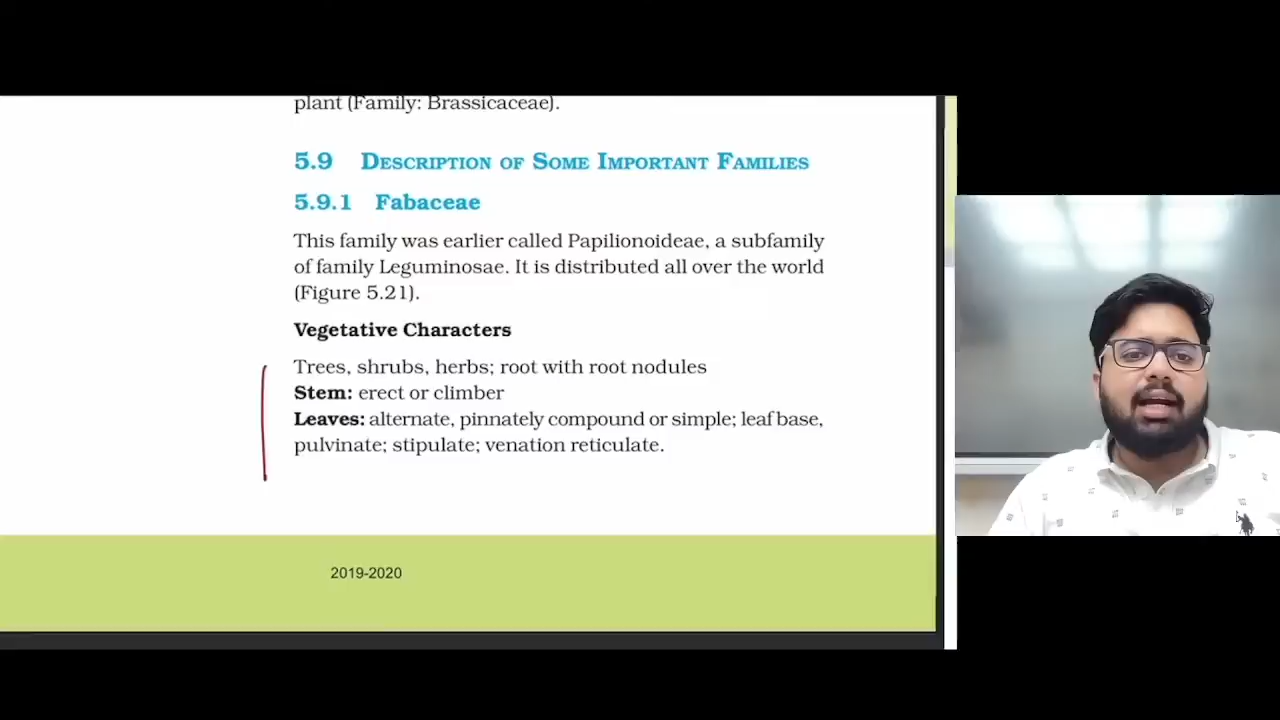 plant (Family: Brassicaceae).
5.9 Description of Some Important Families
5.9.1 Fabaceae
This family was earlier called Papilionoideae, a subfamily
of family Leguminosae. It is distributed all over the world
(Figure 5.21).
Vegetative Characters
Trees, shrubs, herbs; root with root nodules
Stem: erect or climber
Leaves: alternate, pinnately compound or simple; leaf base,
pulvinate; stipulate; venation reticulate.
2019-2020